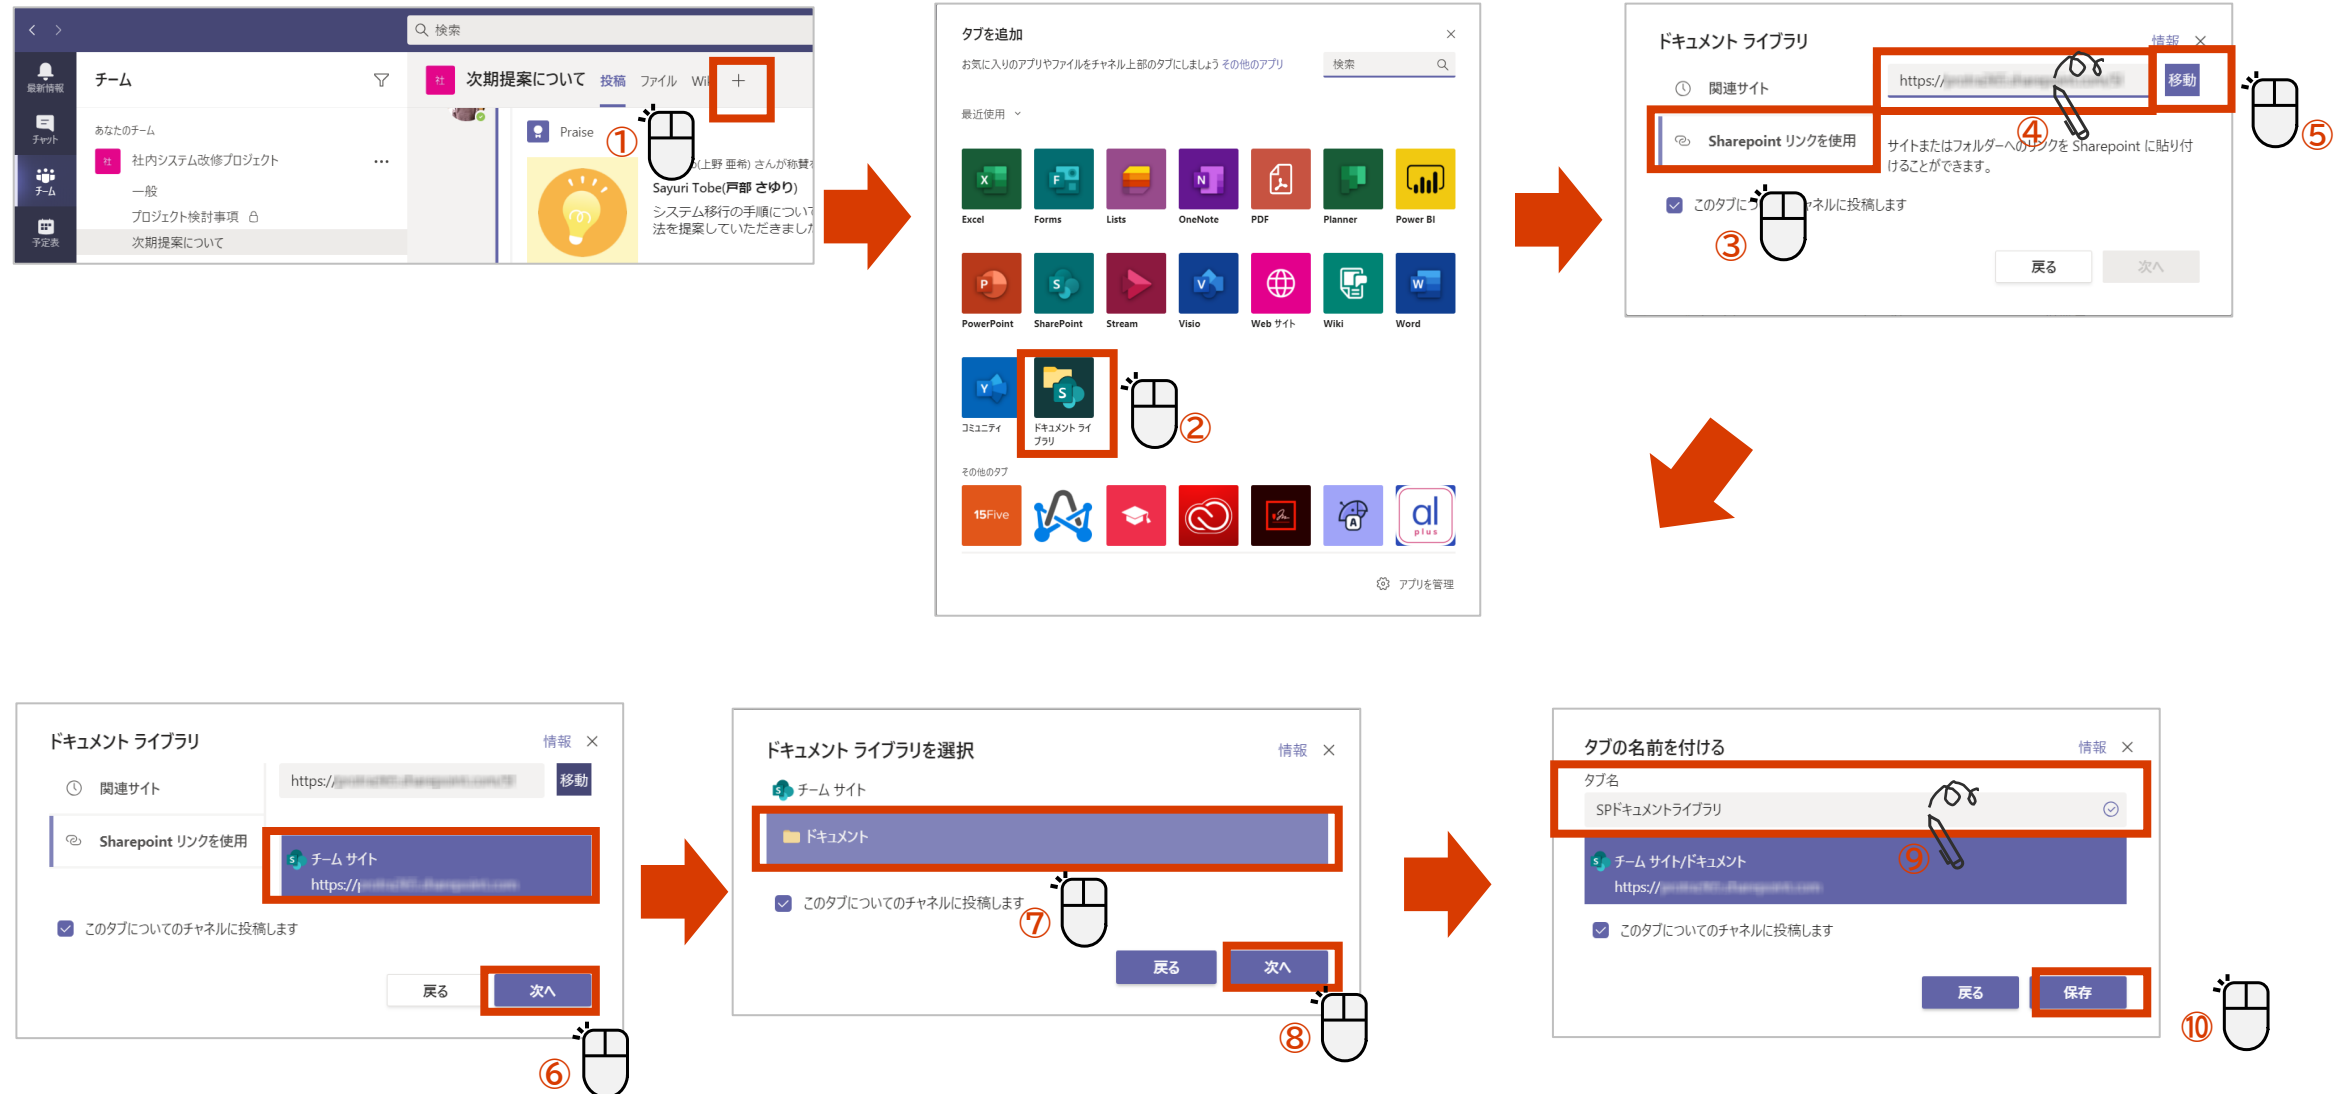 検索
最新情報
チーム
チャット
あなたのチーム
社 社内システム改修プロジェクト ...
チーム
一般
プロジェクト検討事項
予定表
次期提案について
社 次期提案について 投稿 ファイル
Praise
①
(上野 亜希) さんが称賛
Sayuri Tobe(戸部 さゆり)
システム移行の手順について
法を提案していただきました
タブを追加
お気に入りのアプリやファイルをチャネル上部のタブにしましょう その他のアプリ
検索
最近使用
Excel Forms Lists OneNote PDF Planner Power BI
PowerPoint SharePoint Stream Visio Web サイト Wiki Word
コミュニティ
ドキュメント ライ
ブラリ
②
その他のタブ
15Five
al
plus
アプリを管理
ドキュメント ライブラリ
情報
関連サイト
https://
移動
Sharepoint リンクを使用
④
⑤
サイトまたはフォルダーへのリンクを Sharepoint に貼り付
けることができます。
③
戻る 次へ
ドキュメント ライブラリ
情報
関連サイト
https://
移動
Sharepoint リンクを使用
チーム サイト
https://
このタブについてのチャネルに投稿します
戻る 次へ
⑥
ドキュメント ライブラリを選択
情報
チーム サイト
ドキュメント
このタブについてのチャネルに投稿します
⑦
戻る 次へ
⑧
タブの名前を付ける
情報
タブ名
SPドキュメントライブラリ
⑨
チーム サイト/ドキュメント
https://
このタブについてのチャネルに投稿します
戻る 保存
⑩